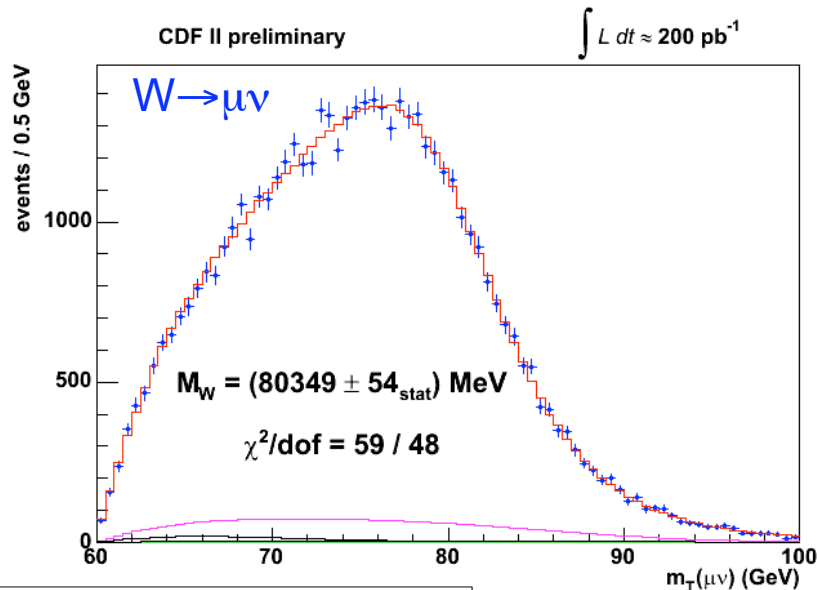 CDF II preliminary
∫ L dt ≈ 200 pb⁻¹
W→μν
events / 0.5 GeV
1000
500
0
M_W = (80349 ± 54_stat) MeV
χ²/dof = 59 / 48
60 70 80 90 100
m_T(μν) (GeV)